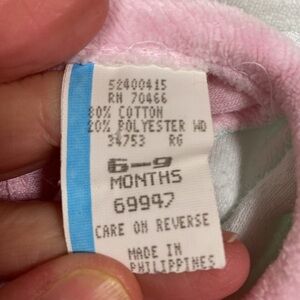 52400415
RN 70466
80% COTTON
20% POLYESTER WD
34753 RG
6-9
MONTHS
69947
CARE ON REVERSE
MADE IN
PHILIPPINES